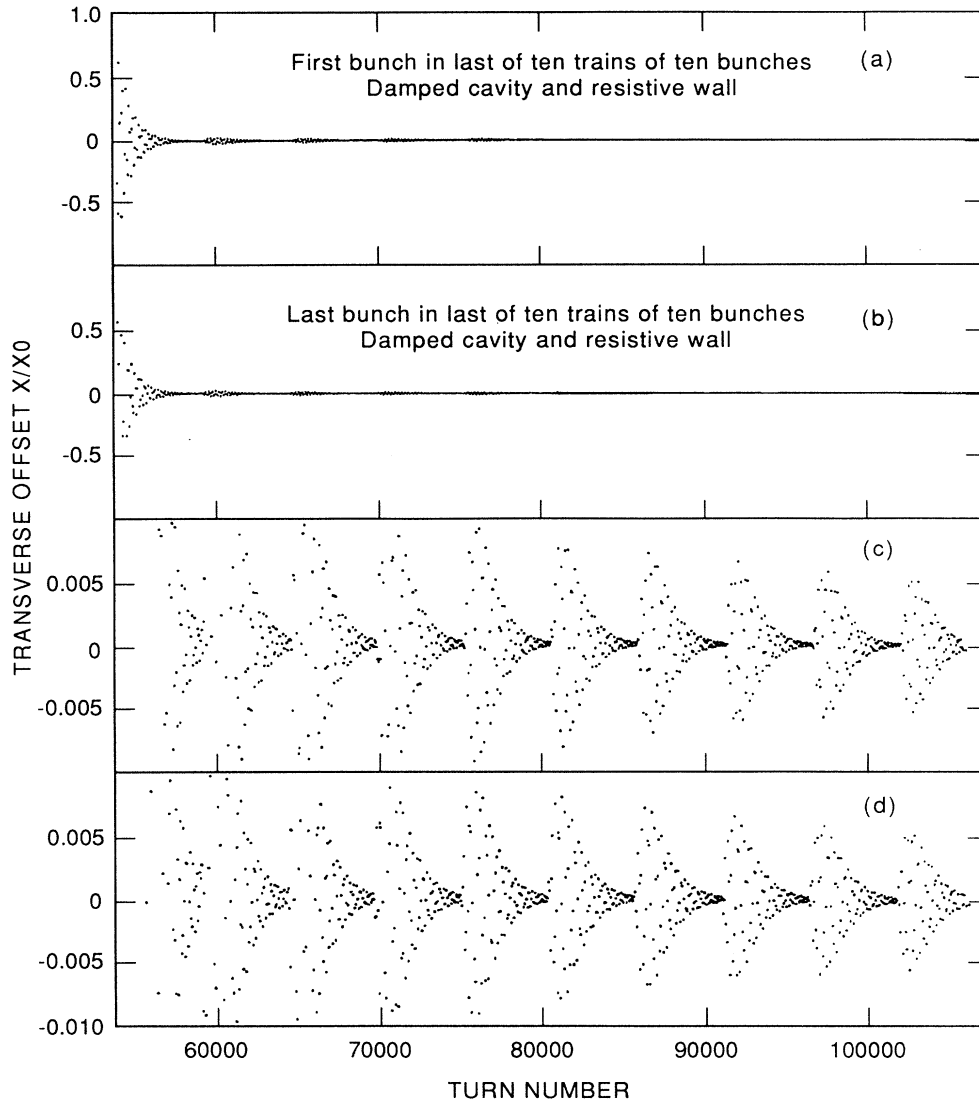 1.0
First bunch in last of ten trains of ten bunches (a)
0.5
Damped cavity and resistive wall
0
-0.5
Last bunch in last of ten trains of ten bunches (b)
0.5
Damped cavity and resistive wall
0
-0.5
(c)
0.005
0
-0.005
(d)
0.005
0
-0.005
-0.010
60000 70000 80000 90000 100000
TURN NUMBER
TRANSVERSE OFFSET X/X0